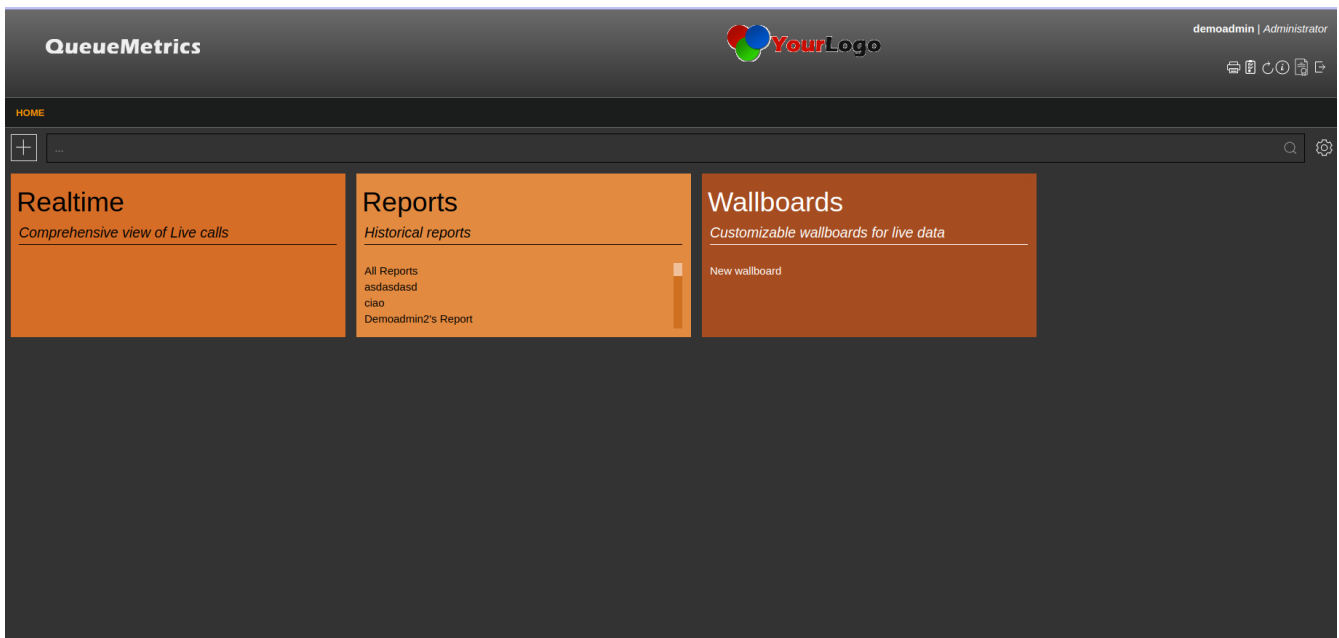 QueueMetrics
YourLogo
demoadmin | Administrator
HOME
...
Realtime
Comprehensive view of Live calls
Reports
Historical reports
All Reports
asdasdasd
ciao
Demoadmin2's Report
Wallboards
Customizable wallboards for live data
New wallboard